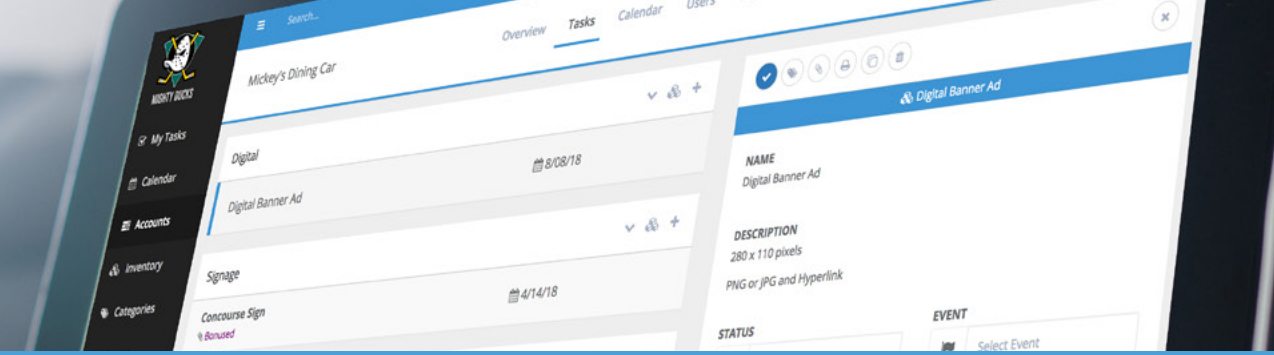 Search...
MIGHTY DUCKS
My Tasks
Calendar
Accounts
Inventory
Categories
Mickey's Dining Car
Overview
Tasks
Calendar
Users
Digital
Digital Banner Ad
8/08/18
Signage
Concourse Sign
4/14/18
Bonused
Digital Banner Ad
NAME
Digital Banner Ad
DESCRIPTION
280 x 110 pixels
PNG or JPG and Hyperlink
STATUS
EVENT
Select Event